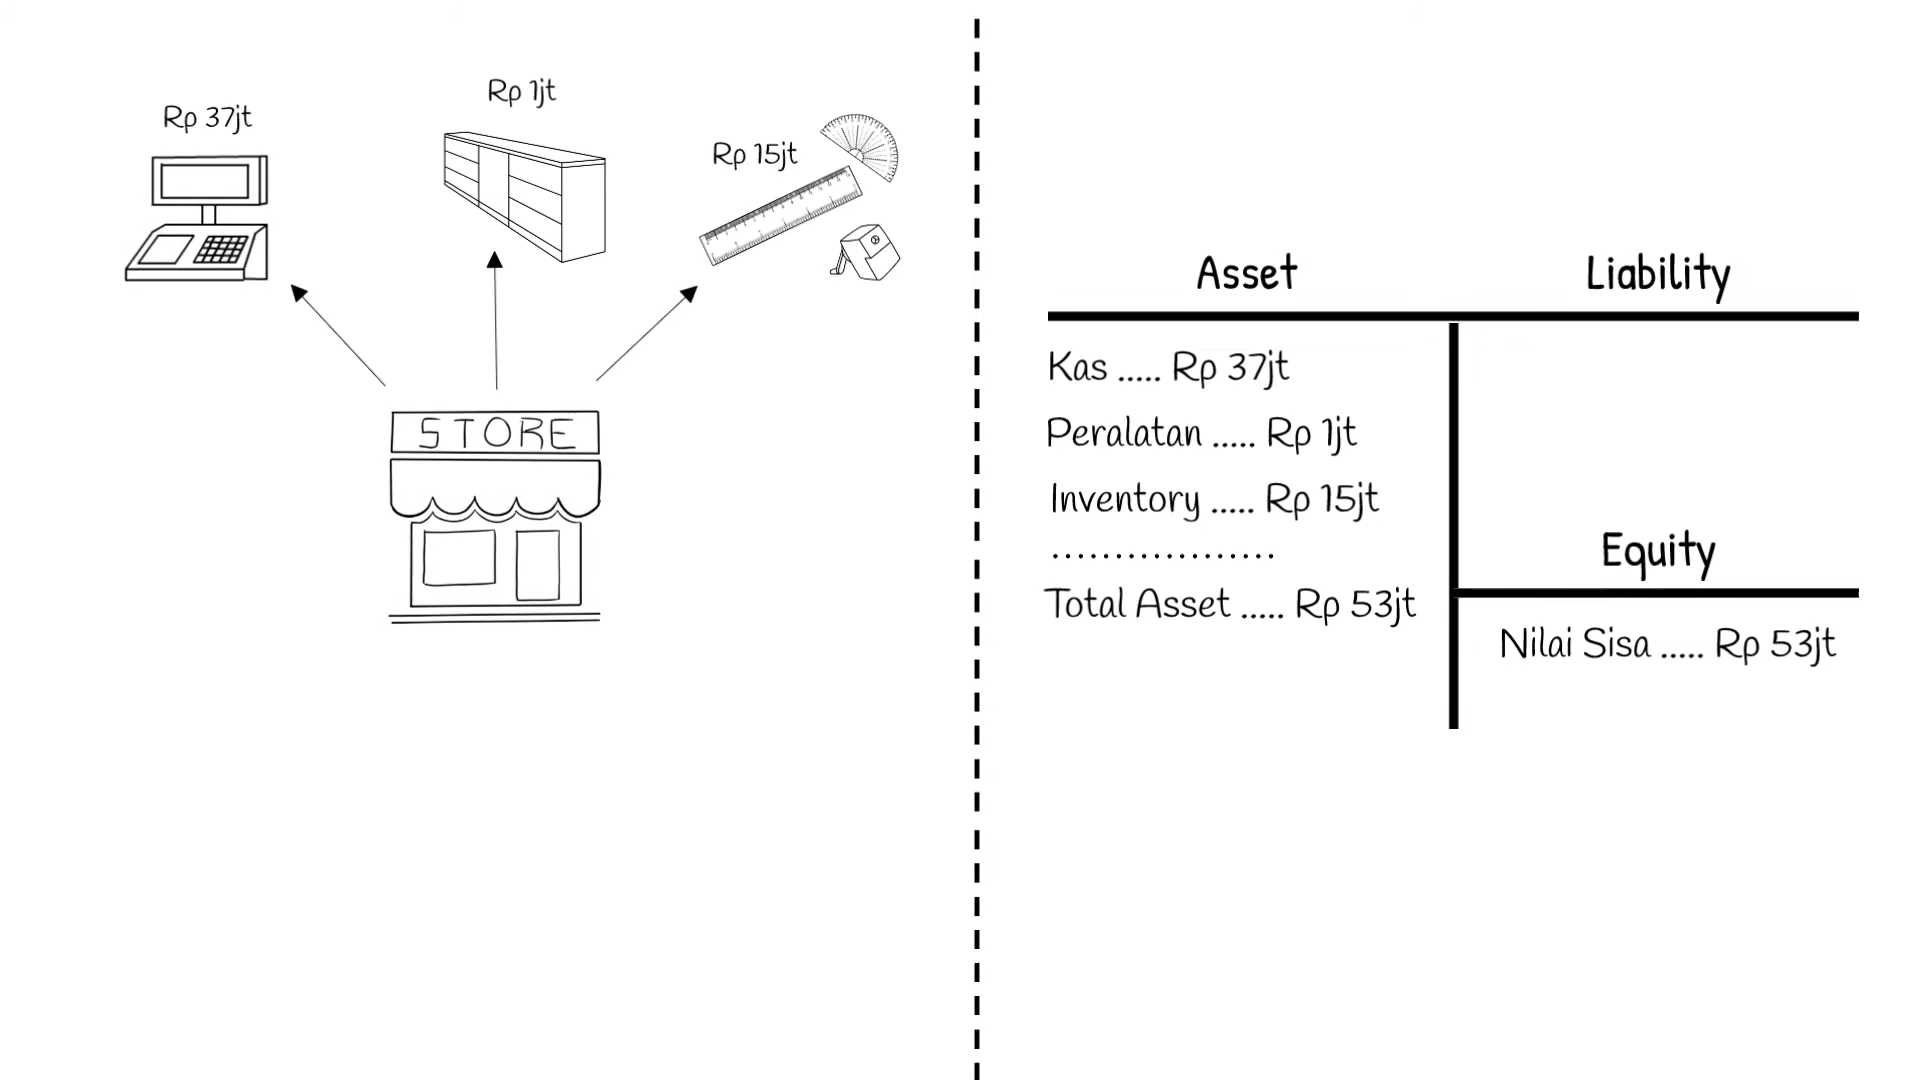 Rp 37jt
Rp 1jt
Rp 15jt
STORE
Asset
Kas ..... Rp 37jt
Peralatan ..... Rp 1jt
Inventory ..... Rp 15jt
..................
Total Asset ..... Rp 53jt
Liability
Equity
Nilai Sisa ..... Rp 53jt